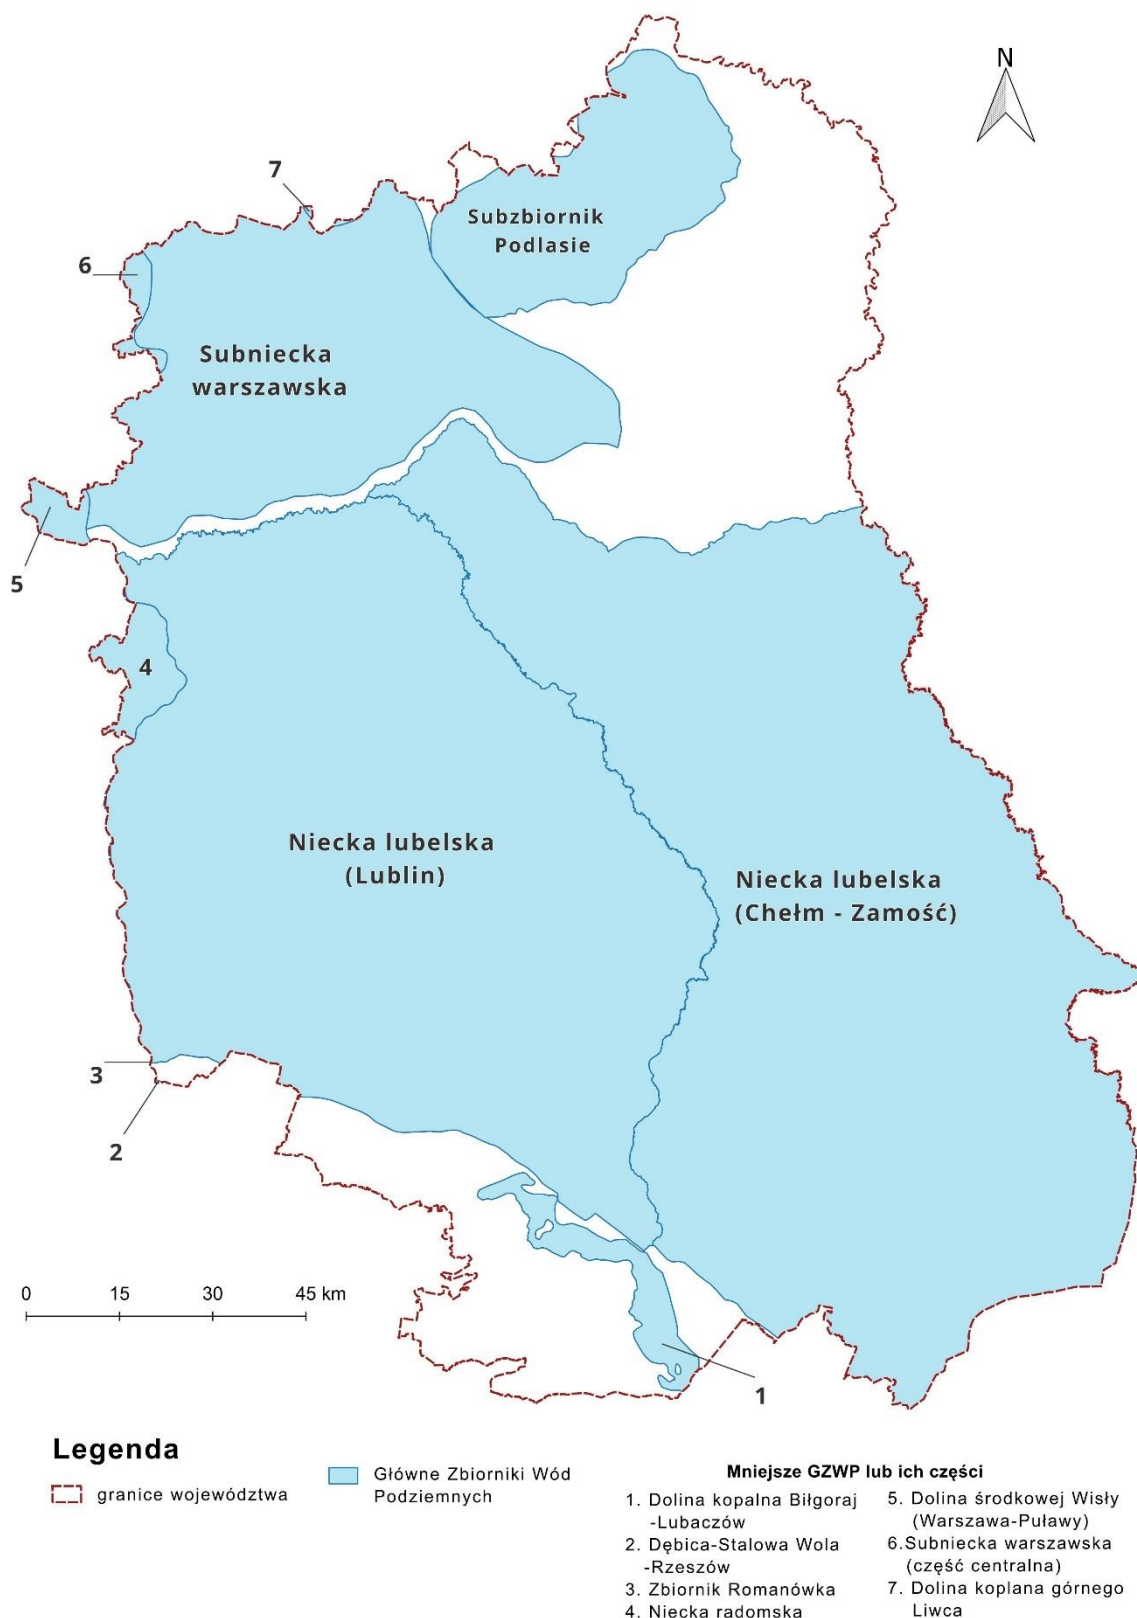 N
7
Subzbiornik
Podlasie
6
Subniecka
warszawska
5
4
Niecka lubelska
(Lublin)
Niecka lubelska
(Chełm - Zamość)
3
2
0 15 30 45 km
1
Legenda
granice województwa
Główne Zbiorniki Wód
Podziemnych
Mniejsze GZWP lub ich części
1. Dolina kopalna Biłgoraj
-Lubaczów
2. Dębica-Stalowa Wola
-Rzeszów
3. Zbiornik Romanówka
4. Niecka radomska
5. Dolina środkowej Wisły
(Warszawa-Puławy)
6.Subniecka warszawska
(część centralna)
7. Dolina koplana górnego
Liwca